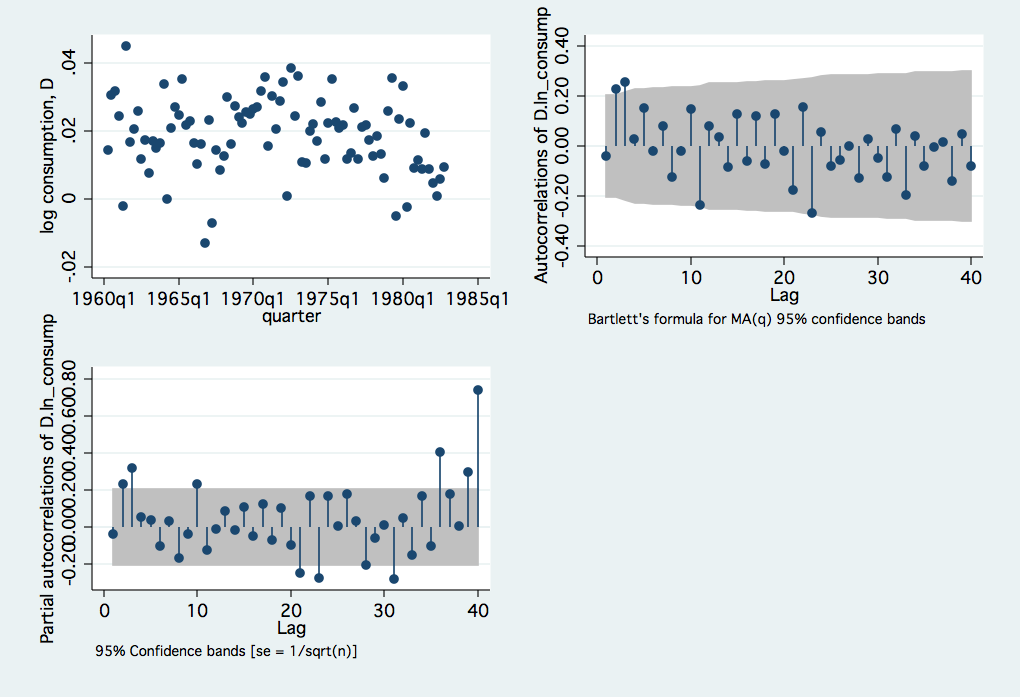 log consumption, D
.04
.02
0
-.02
1960q1 1965q1 1970q1 1975q1 1980q1 1985q1
quarter
Autocorrelations of D.ln_consump
0.40
0.20
0.00
-0.20
-0.40
0 10 20 30 40
Lag
Bartlett's formula for MA(q) 95% confidence bands
Partial autocorrelations of D.ln_consump
0.80
0.60
0.40
0.20
0.00
-0.20
0 10 20 30 40
Lag
95% Confidence bands [se = 1/sqrt(n)]